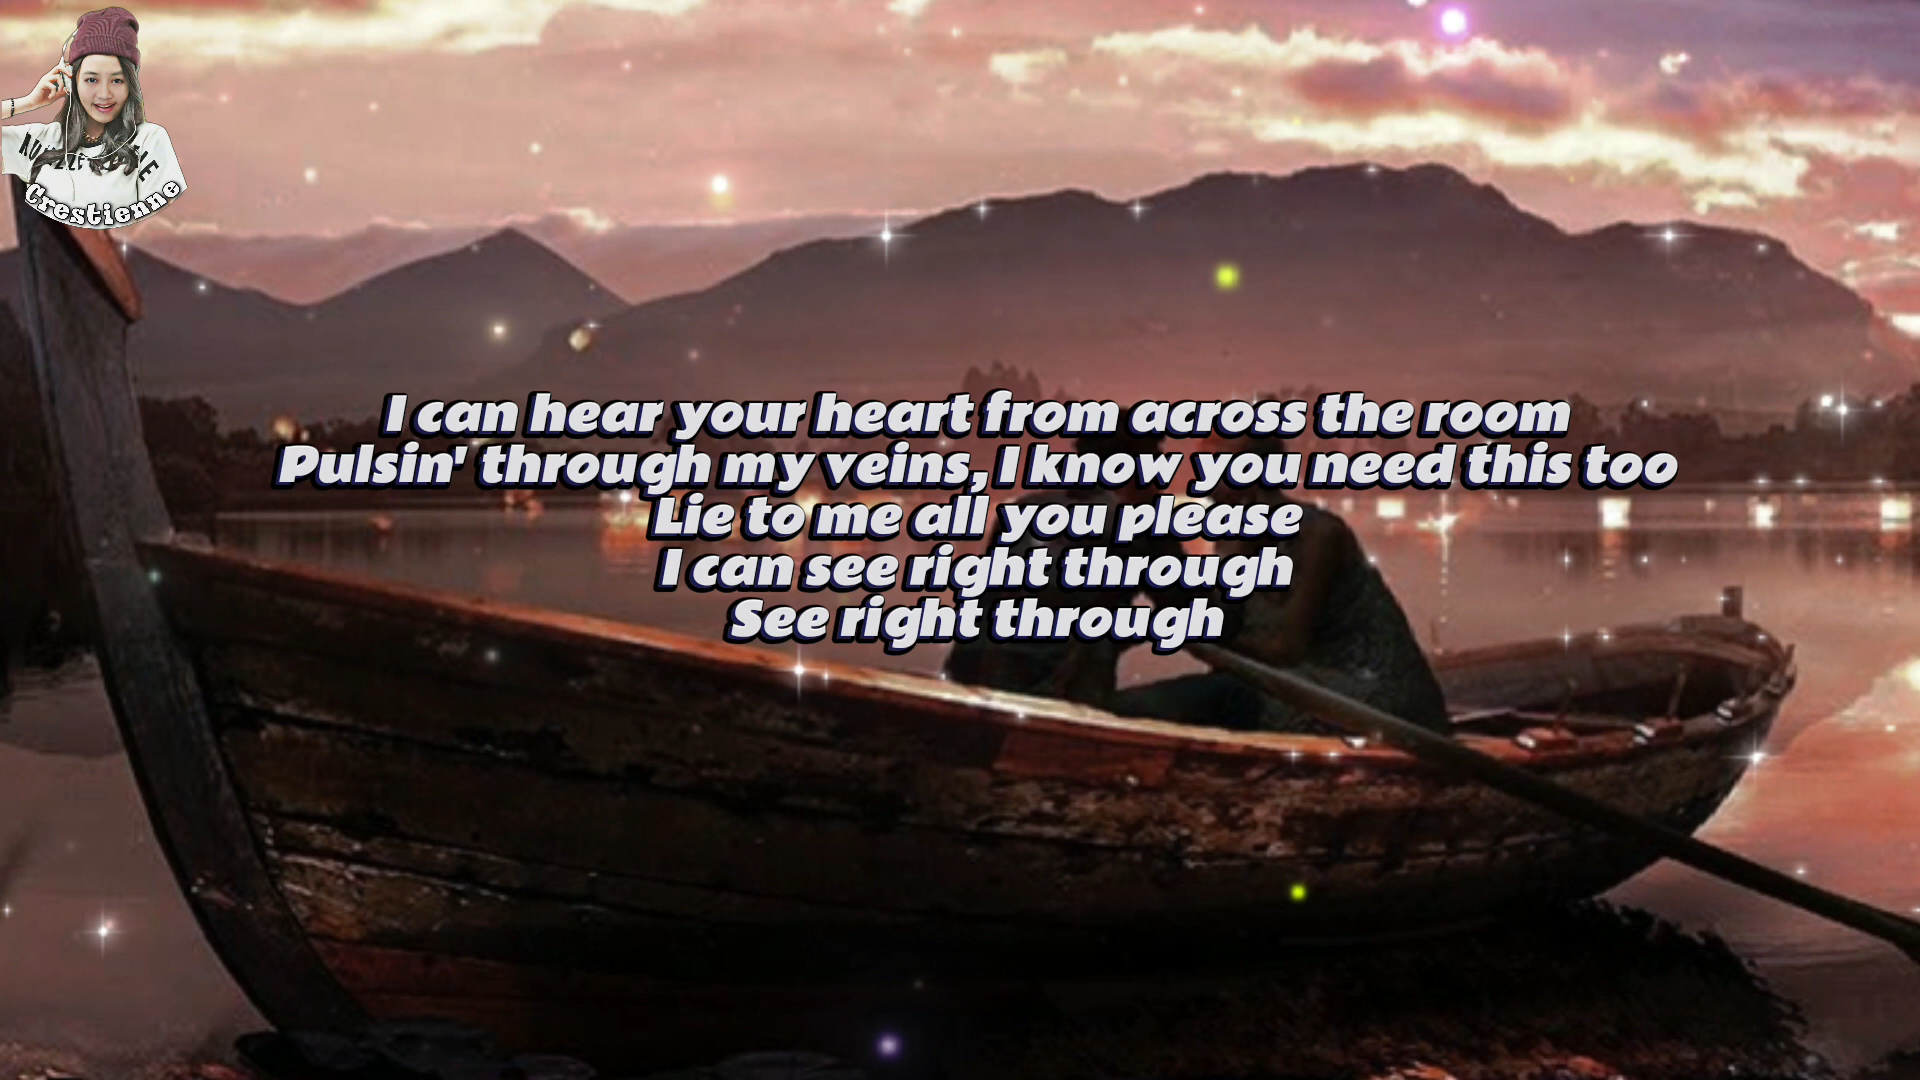 Crestienne
I can hear your heart from across the room
Pulsin' through my veins, I know you need this too
Lie to me all you please
I can see right through
See right through